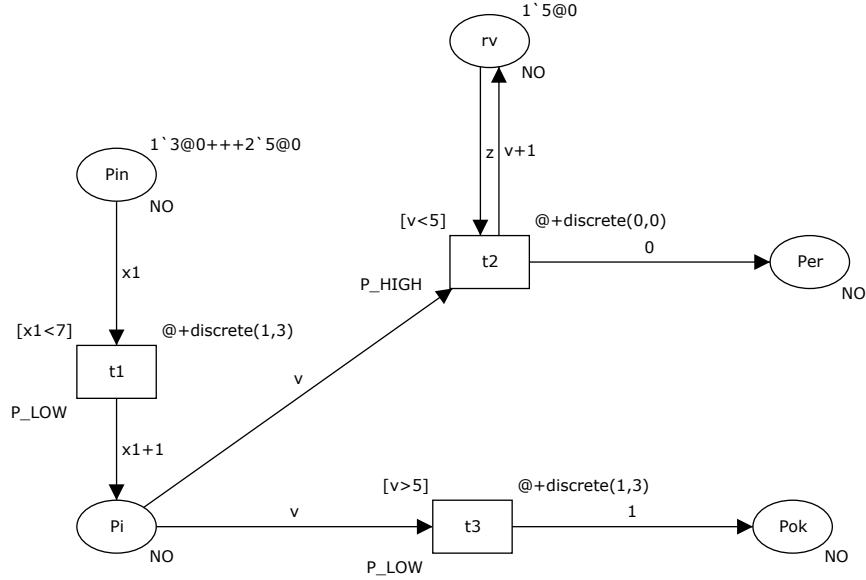 1`5@0
rv
NO
1`3@0+++2`5@0
Pin
NO
z
v+1
[v<5]
@+discrete(0,0)
t2
0
Per
P_HIGH
NO
x1
[x1<7]
@+discrete(1,3)
t1
P_LOW
v
x1+1
[v>5]
@+discrete(1,3)
Pi
v
t3
1
Pok
NO
P_LOW
NO